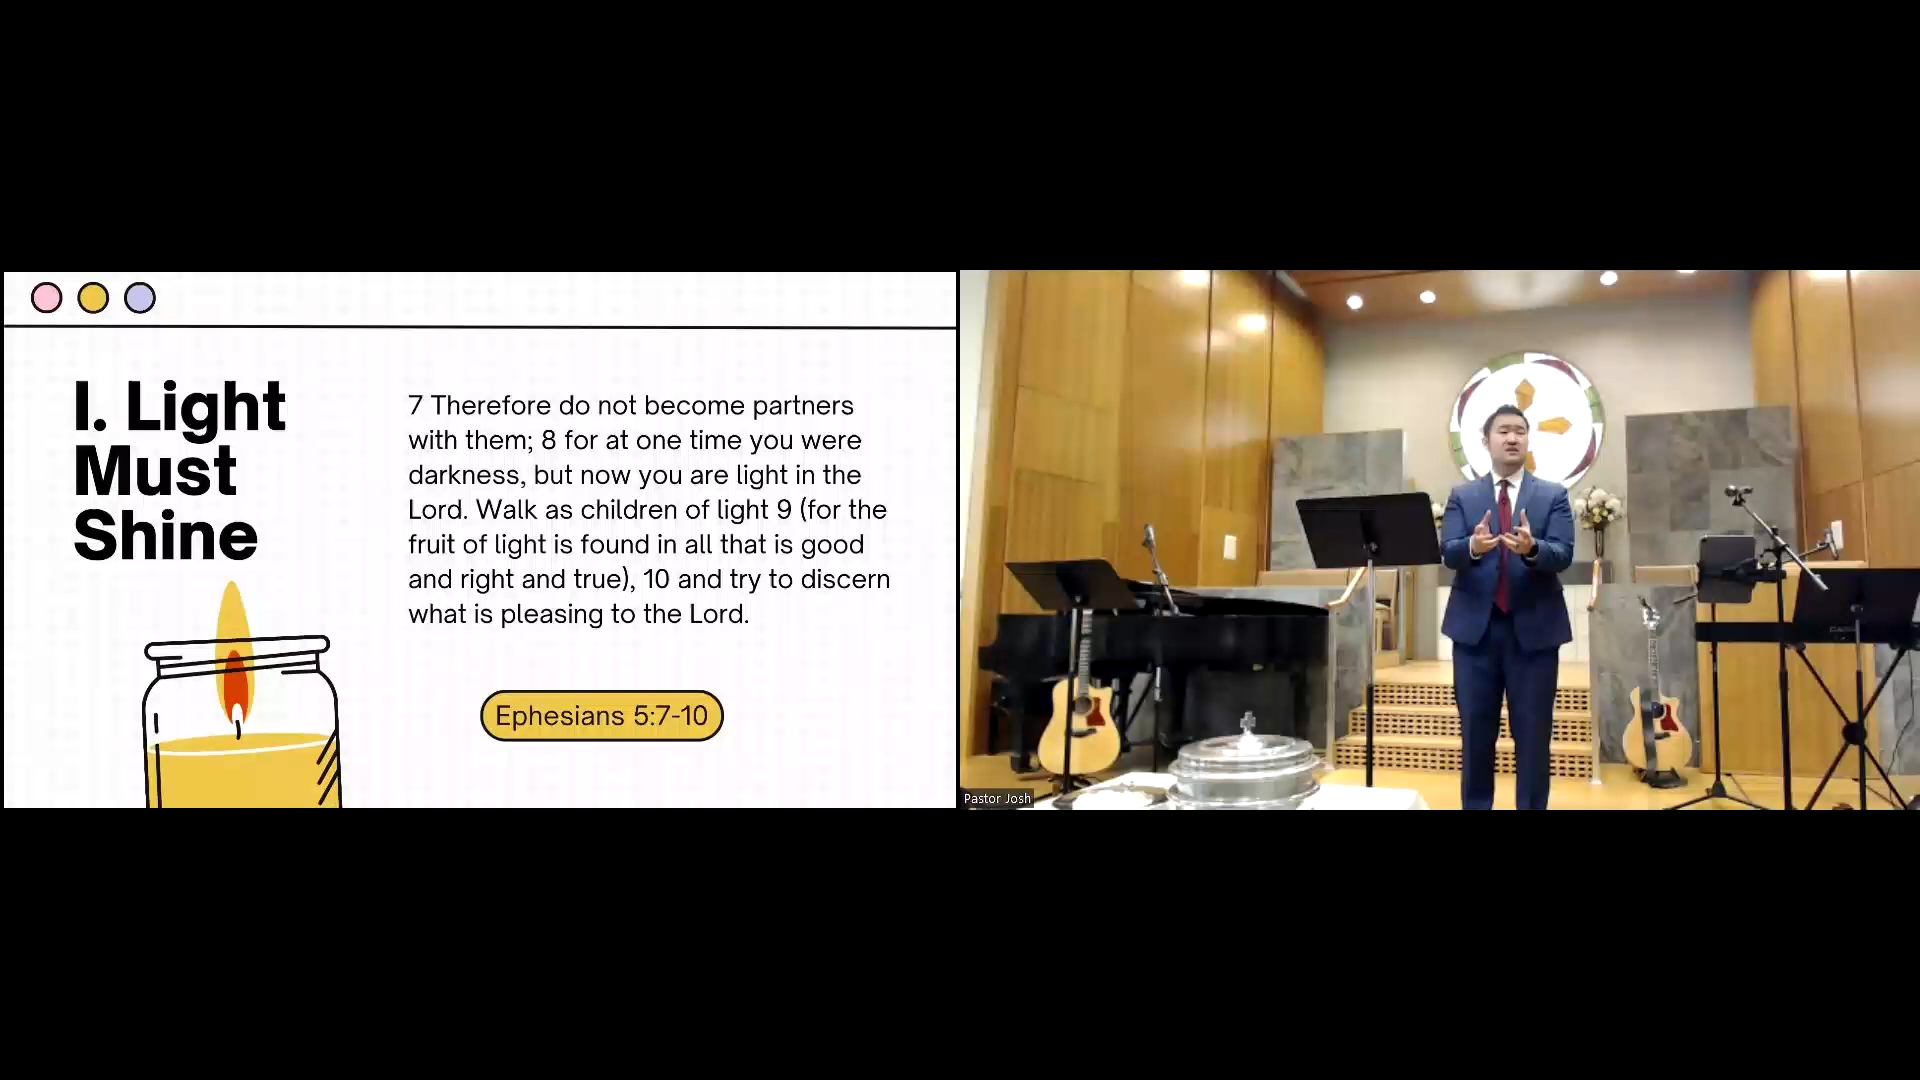 I. Light
Must
Shine
7 Therefore do not become partners
with them; 8 for at one time you were
darkness, but now you are light in the
Lord. Walk as children of light 9 (for the
fruit of light is found in all that is good
and right and true), 10 and try to discern
what is pleasing to the Lord.
Ephesians 5:7-10
Pastor Josh